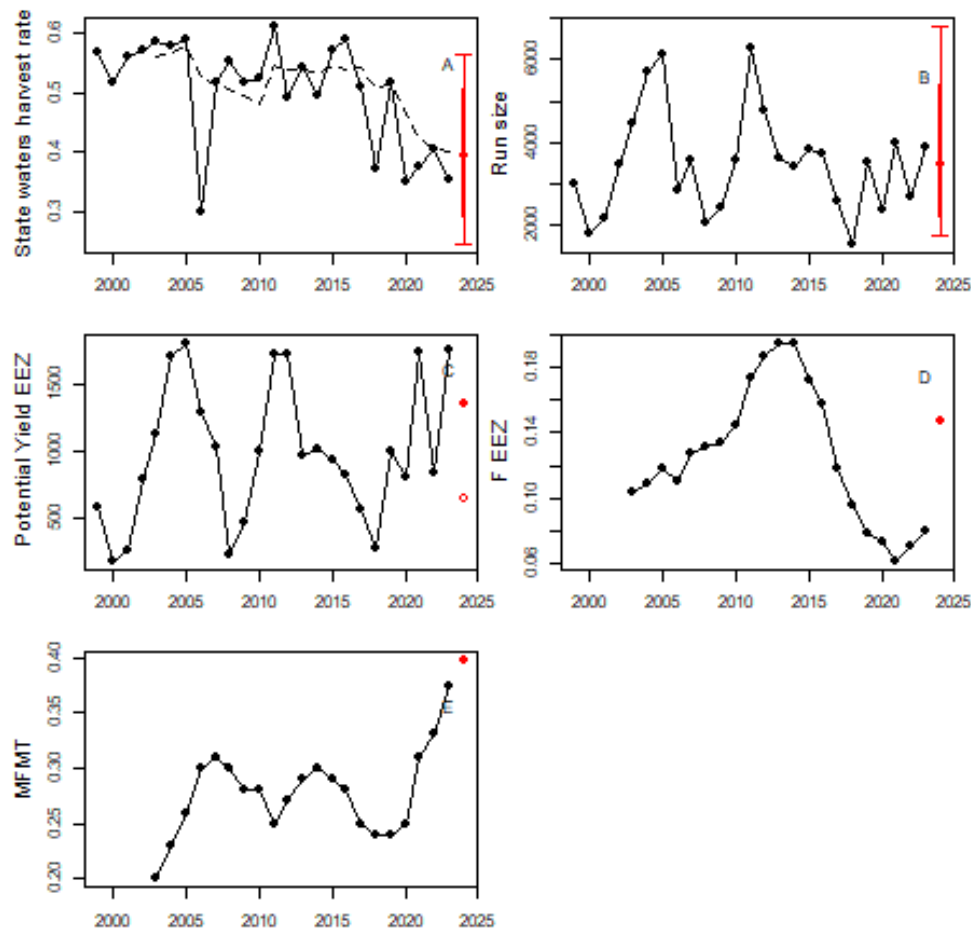 State waters harvest rate
0.6
0.5
0.4
0.3
A
2000 2005 2010 2015 2020 2025
Run size
6000
4000
2000
B
2000 2005 2010 2015 2020 2025
Potential Yield EEZ
1500
1000
500
C
2000 2005 2010 2015 2020 2025
F EEZ
0.18
0.14
0.10
0.06
D
2000 2005 2010 2015 2020 2025
MFMT
0.40
0.35
0.30
0.25
0.20
E
2000 2005 2010 2015 2020 2025